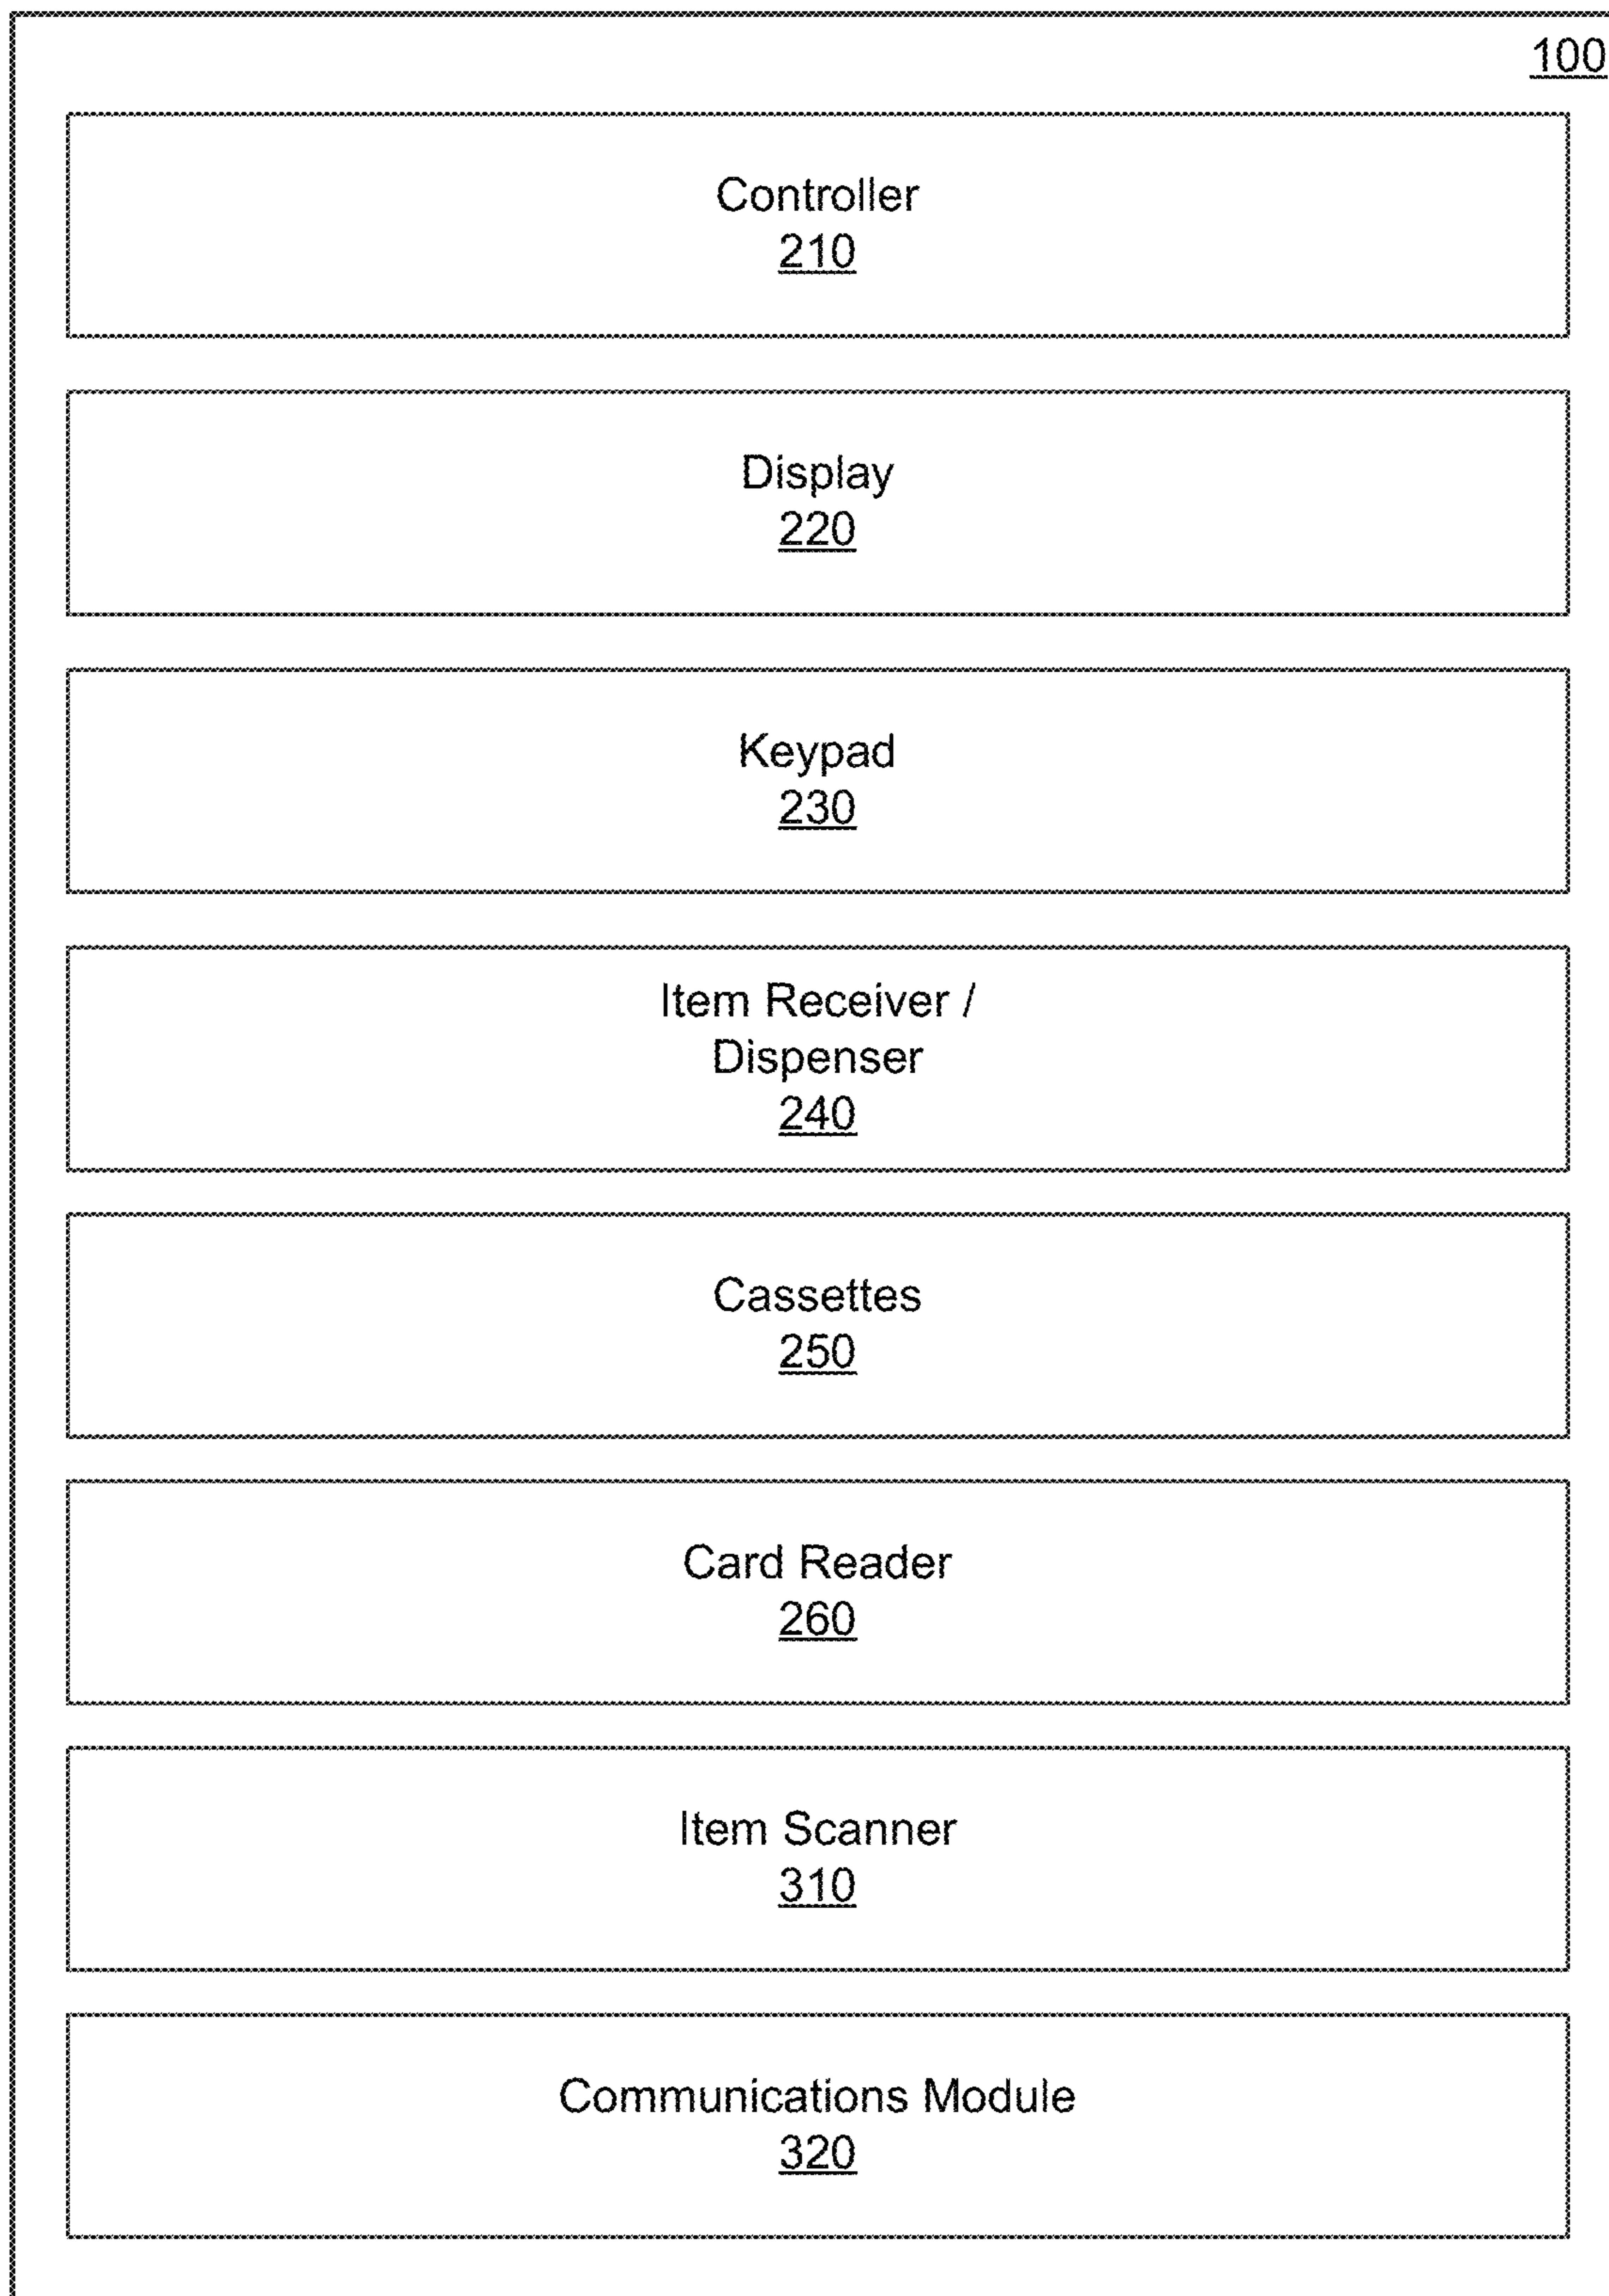 100
Controller
210
Display
220
Keypad
230
Item Receiver /
Dispenser
240
Cassettes
250
Card Reader
260
Item Scanner
310
Communications Module
320